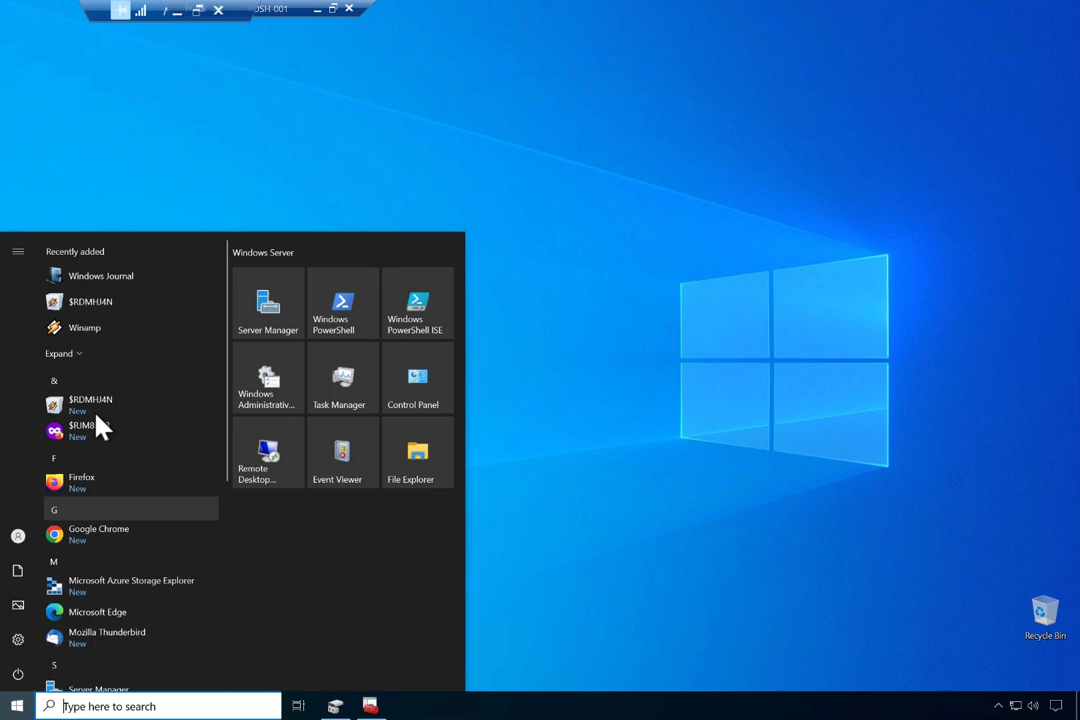 DSH-001
Recently added
Windows Journal
$RDMHJ4N
Winamp
Expand
&
$RDMHJ4N
New
New
F
Firefox
New
G
Google Chrome
New
M
Microsoft Azure Storage Explorer
New
Microsoft Edge
Mozilla Thunderbird
New
S
Server Manager
Windows Server
Server Manager
Windows
PowerShell
Windows
PowerShell ISE
Windows
Administrativ...
Task Manager
Control Panel
Remote
Desktop...
Event Viewer
File Explorer
Recycle Bin
Type here to search